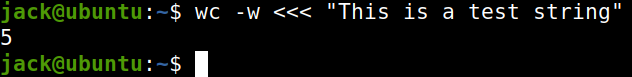 jack@ubuntu:~$ wc -w <<< "This is a test string"
5
jack@ubuntu:~$